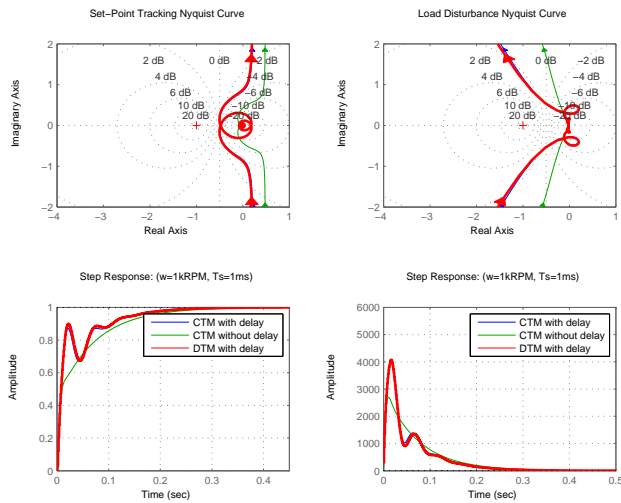 Set−Point Tracking Nyquist Curve
2 dB
0 dB
−2 dB
4 dB
−4 dB
6 dB
−6 dB
10 dB
−10 dB
20 dB
−20 dB
2
1
0
−1
−2
−4
−3
−2
−1
0
1
Imaginary Axis
Real Axis
Load Disturbance Nyquist Curve
2 dB
0 dB
−2 dB
4 dB
−4 dB
6 dB
−6 dB
10 dB
−10 dB
20 dB
−20 dB
2
1
0
−1
−2
−4
−3
−2
−1
0
1
Imaginary Axis
Real Axis
Step Response: (w=1kRPM, Ts=1ms)
CTM with delay
CTM without delay
DTM with delay
1
0.8
0.6
0.4
0.2
0
0
0.1
0.2
0.3
0.4
Amplitude
Time (sec)
Step Response: (w=1kRPM, Ts=1ms)
CTM with delay
CTM without delay
DTM with delay
6000
5000
4000
3000
2000
1000
0
0
0.1
0.2
0.3
0.4
0.5
Amplitude
Time (sec)